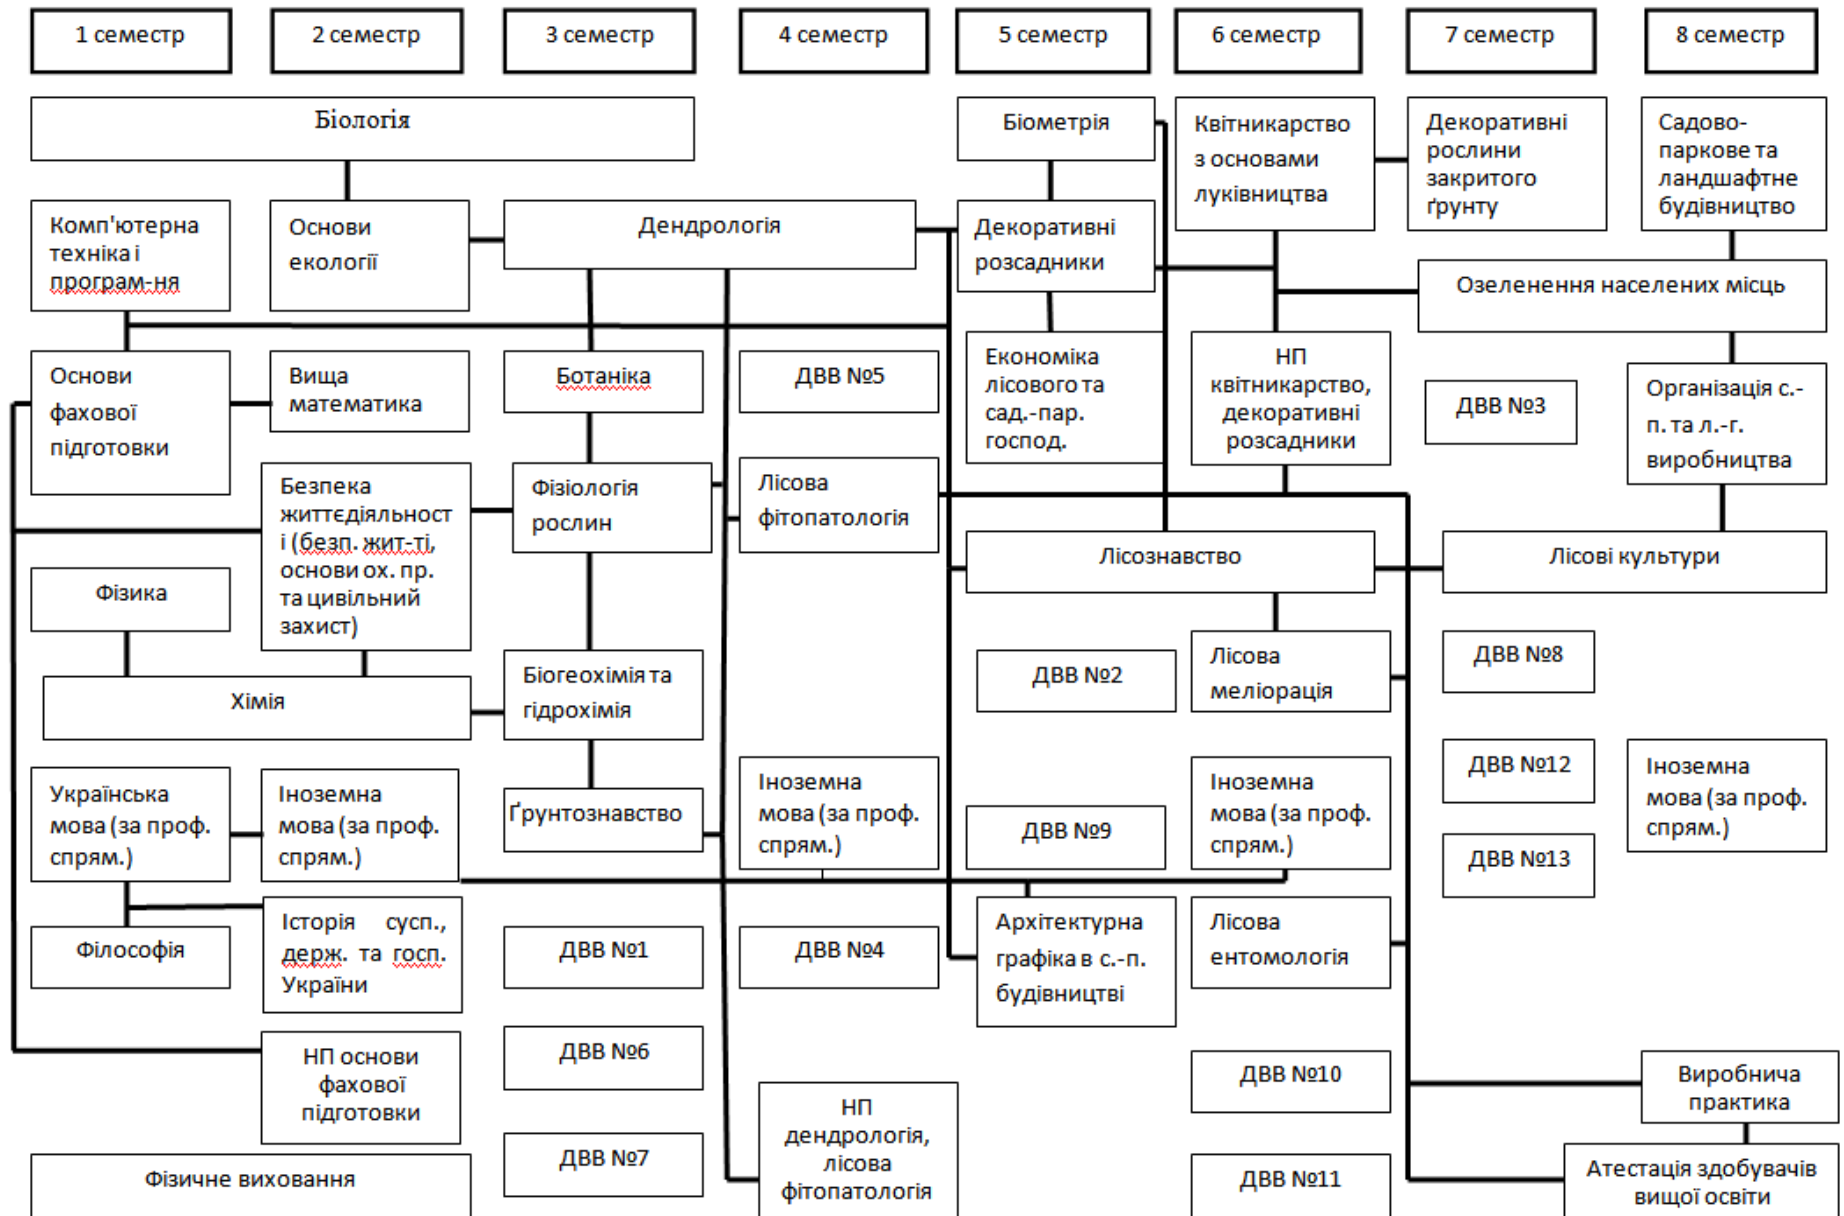 1 семестр
2 семестр
3 семестр
4 семестр
5 семестр
6 семестр
7 семестр
8 семестр
Біологія
Біометрія
Квітникарство
з основами
луківництва
Декоративні
рослини
закритого
ґрунту
Садово-
паркове та
ландшафтне
будівництво
Комп'ютерна
техніка і
програм-ня
Основи
екології
Дендрологія
Декоративні
розсадники
Озеленення населених місць
Основи
фахової
підготовки
Вища
математика
Ботаніка
ДВВ №5
Економіка
лісового та
сад.-пар.
господ.
НП
квітникарство,
декоративні
розсадники
ДВВ №3
Організація с.-
п. та л.-г.
виробництва
Безпека
життєдіяльност
і (безп. жит-ті,
основи ох. пр.
та цивільний
захист)
Фізіологія
рослин
Лісова
фітопатологія
Лісознавство
Лісові культури
Фізика
Хімія
Біогеохімія та
гідрохімія
ДВВ №2
Лісова
меліорація
ДВВ №8
Українська
мова (за проф.
спрям.)
Іноземна
мова (за проф.
спрям.)
Ґрунтознавство
Іноземна
мова (за проф.
спрям.)
ДВВ №9
Іноземна
мова (за проф.
спрям.)
ДВВ №12
ДВВ №13
Іноземна
мова (за проф.
спрям.)
Філософія
Історія сусп.,
держ. та госп.
України
ДВВ №1
ДВВ №4
Архітектурна
графіка в с.-п.
будівництві
Лісова
ентомологія
НП основи
фахової
підготовки
ДВВ №6
НП
дендрологія,
лісова
фітопатологія
ДВВ №10
Виробнича
практика
Фізичне виховання
ДВВ №7
ДВВ №11
Атестація здобувачів
вищої освіти